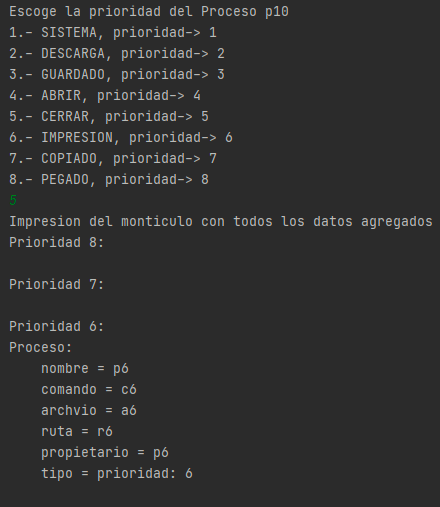 Escoge la prioridad del Proceso p10
1.- SISTEMA, prioridad-> 1
2.- DESCARGA, prioridad-> 2
3.- GUARDADO, prioridad-> 3
4.- ABRIR, prioridad-> 4
5.- CERRAR, prioridad-> 5
6.- IMPRESION, prioridad-> 6
7.- COPIADO, prioridad-> 7
8.- PEGADO, prioridad-> 8
5
Impresion del monticulo con todos los datos agregados
Prioridad 8:
Prioridad 7:
Prioridad 6:
Proceso:
nombre = p6
comando = c6
archvio = a6
ruta = r6
propietario = p6
tipo = prioridad: 6